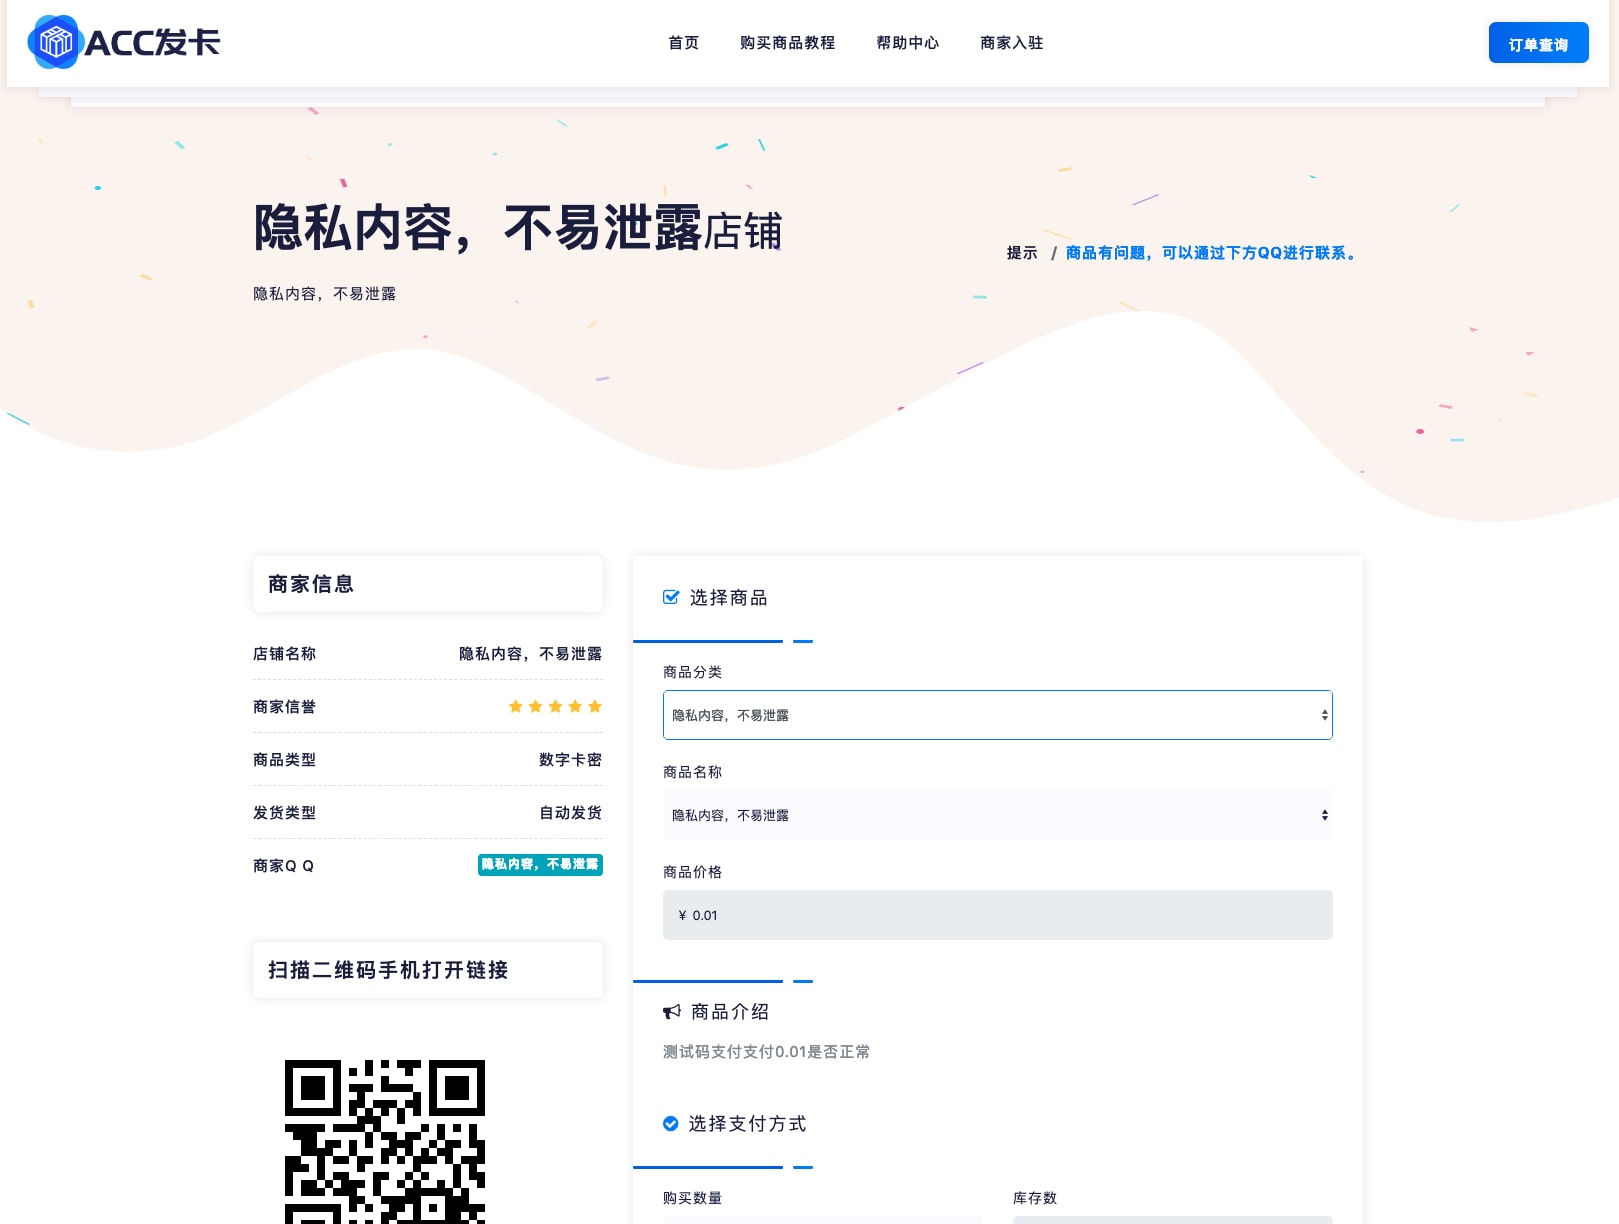 ACC发卡
首页
购买商品教程
帮助中心
商家入驻
订单查询
隐私内容，不易泄露店铺
隐私内容，不易泄露
提示 / 商品有问题，可以通过下方QQ进行联系。
商家信息
店铺名称 隐私内容，不易泄露
商家信誉
商品类型 数字卡密
发货类型 自动发货
商家Q Q 隐私内容，不易泄露
扫描二维码手机打开链接
选择商品
商品分类
隐私内容，不易泄露
商品名称
隐私内容，不易泄露
商品价格
¥ 0.01
商品介绍
测试码支付支付0.01是否正常
选择支付方式
购买数量
库存数